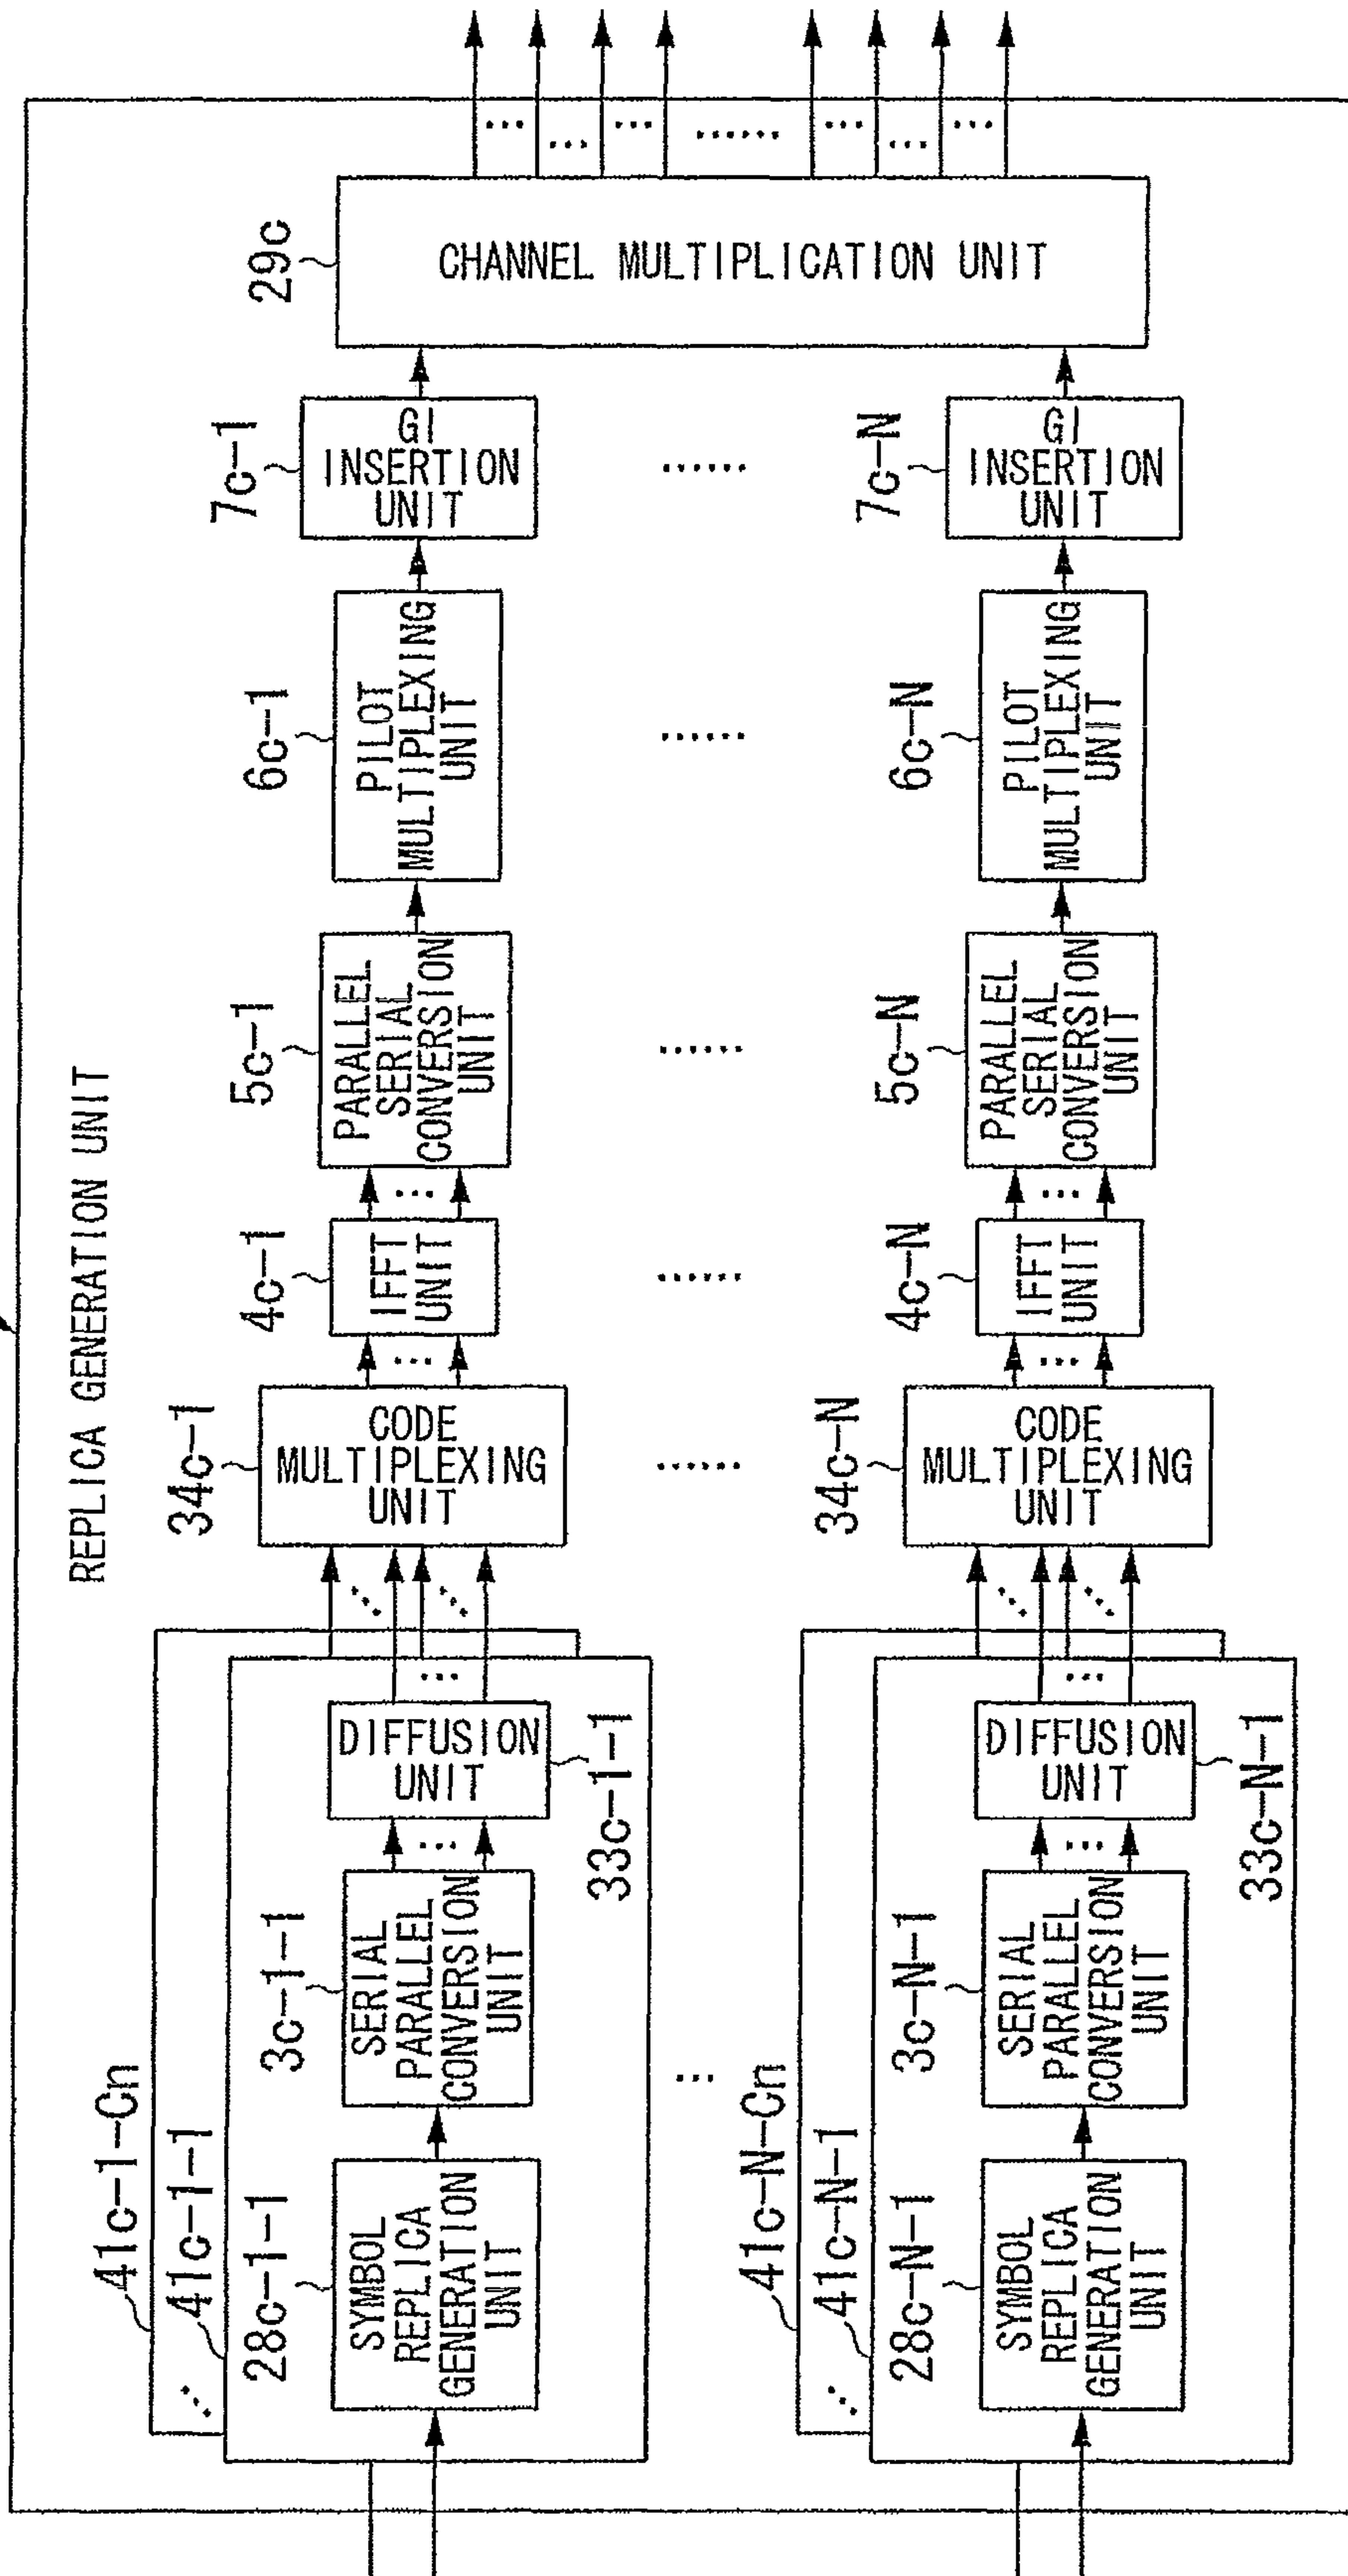 REPLICA GENERATION UNIT
41c-1-Cn
41c-1-1
28c-1-1
SYMBOL
REPLICA
GENERATION
UNIT
3c-1-1
SERIAL
PARALLEL
CONVERSION
UNIT
DIFFUSION
UNIT
33c-1-1
34c-1
CODE
MULTIPLEXING
UNIT
4c-1
IFFT
UNIT
5c-1
PARALLEL
SERIAL
CONVERSION
UNIT
6c-1
PILOT
MULTIPLEXING
UNIT
7c-1
GI
INSERTION
UNIT
29c
CHANNEL MULTIPLICATION UNIT
41c-N-Cn
41c-N-1
28c-N-1
SYMBOL
REPLICA
GENERATION
UNIT
3c-N-1
SERIAL
PARALLEL
CONVERSION
UNIT
DIFFUSION
UNIT
33c-N-1
34c-N
CODE
MULTIPLEXING
UNIT
4c-N
IFFT
UNIT
5c-N
PARALLEL
SERIAL
CONVERSION
UNIT
6c-N
PILOT
MULTIPLEXING
UNIT
7c-N
GI
INSERTION
UNIT